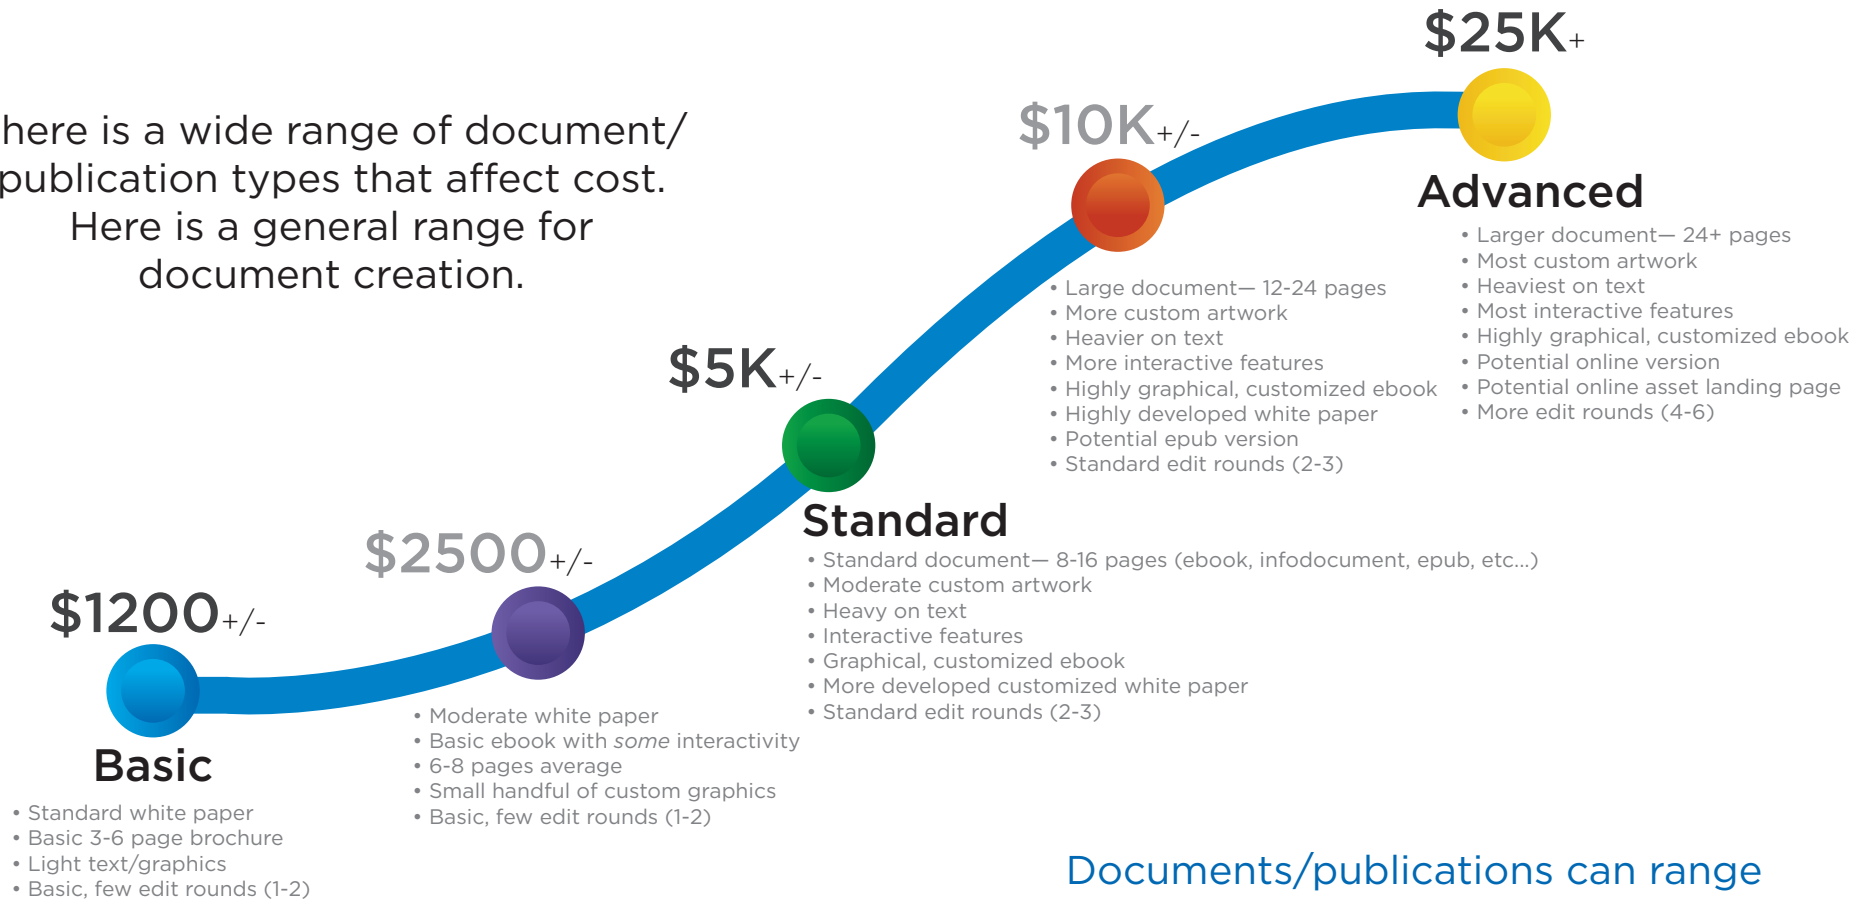 here is a wide range of document/
publication types that affect cost.
Here is a general range for
document creation.
$1200+/-
Basic
• Standard white paper
• Basic 3-6 page brochure
• Light text/graphics
• Basic, few edit rounds (1-2)
$2500+/-
• Moderate white paper
• Basic ebook with some interactivity
• 6-8 pages average
• Small handful of custom graphics
• Basic, few edit rounds (1-2)
$5K+/-
Standard
• Standard document— 8-16 pages (ebook, infodocument, epub, etc...)
• Moderate custom artwork
• Heavy on text
• Interactive features
• Graphical, customized ebook
• More developed customized white paper
• Standard edit rounds (2-3)
$10K+/-
• Large document— 12-24 pages
• More custom artwork
• Heavier on text
• More interactive features
• Highly graphical, customized ebook
• Highly developed white paper
• Potential epub version
• Standard edit rounds (2-3)
$25K+
Advanced
• Larger document— 24+ pages
• Most custom artwork
• Heaviest on text
• Most interactive features
• Highly graphical, customized ebook
• Potential online version
• Potential online asset landing page
• More edit rounds (4-6)
Documents/publications can range